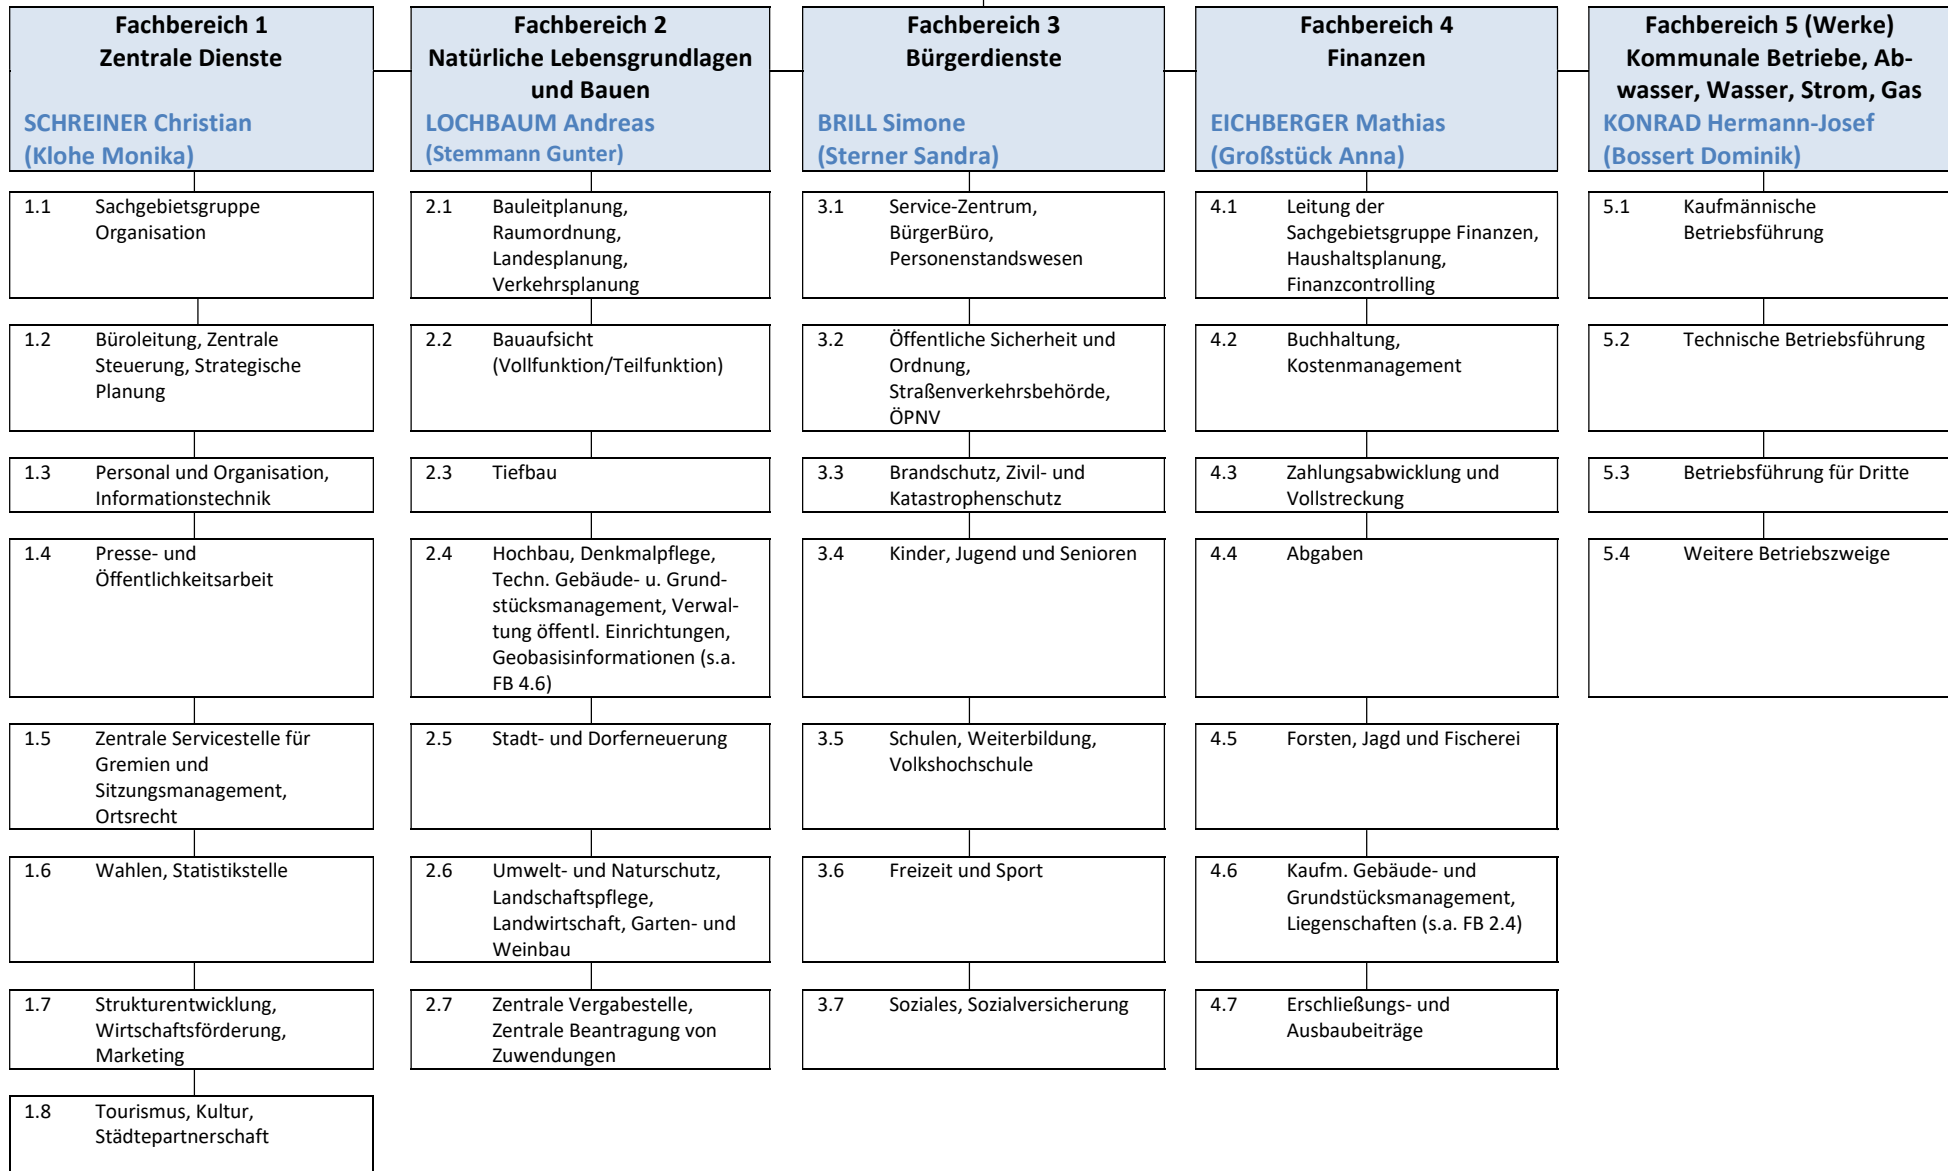 Fachbereich 1
Zentrale Dienste
SCHREINER Christian
(Klohe Monika)
1.1 Sachgebietsgruppe
Organisation
1.2 Büroleitung, Zentrale
Steuerung, Strategische
Planung
1.3 Personal und Organisation,
Informationstechnik
1.4 Presse- und
Öffentlichkeitsarbeit
1.5 Zentrale Servicestelle für
Gremien und
Sitzungsmanagement,
Ortsrecht
1.6 Wahlen, Statistikstelle
1.7 Strukturentwicklung,
Wirtschaftsförderung,
Marketing
1.8 Tourismus, Kultur,
Städtepartnerschaft
Fachbereich 2
Natürliche Lebensgrundlagen
und Bauen
LOCHBAUM Andreas
(Stemmann Gunter)
2.1 Bauleitplanung,
Raumordnung,
Landesplanung,
Verkehrsplanung
2.2 Bauaufsicht
(Vollfunktion/Teilfunktion)
2.3 Tiefbau
2.4 Hochbau, Denkmalpflege,
Techn. Gebäude- u. Grund-
stücksmanagement, Verwal-
tung öffentl. Einrichtungen,
Geobasisinformationen (s.a.
FB 4.6)
2.5 Stadt- und Dorferneuerung
2.6 Umwelt- und Naturschutz,
Landschaftspflege,
Landwirtschaft, Garten- und
Weinbau
2.7 Zentrale Vergabestelle,
Zentrale Beantragung von
Zuwendungen
Fachbereich 3
Bürgerdienste
BRILL Simone
(Sterner Sandra)
3.1 Service-Zentrum,
BürgerBüro,
Personenstandswesen
3.2 Öffentliche Sicherheit und
Ordnung,
Straßenverkehrsbehörde,
ÖPNV
3.3 Brandschutz, Zivil- und
Katastrophenschutz
3.4 Kinder, Jugend und Senioren
3.5 Schulen, Weiterbildung,
Volkshochschule
3.6 Freizeit und Sport
3.7 Soziales, Sozialversicherung
Fachbereich 4
Finanzen
EICHBERGER Mathias
(Großstück Anna)
4.1 Leitung der
Sachgebietsgruppe Finanzen,
Haushaltsplanung,
Finanzcontrolling
4.2 Buchhaltung,
Kostenmanagement
4.3 Zahlungsabwicklung und
Vollstreckung
4.4 Abgaben
4.5 Forsten, Jagd und Fischerei
4.6 Kaufm. Gebäude- und
Grundstücksmanagement,
Liegenschaften (s.a. FB 2.4)
4.7 Erschließungs- und
Ausbaubeiträge
Fachbereich 5 (Werke)
Kommunale Betriebe, Ab-
wasser, Wasser, Strom, Gas
KONRAD Hermann-Josef
(Bossert Dominik)
5.1 Kaufmännische
Betriebsführung
5.2 Technische Betriebsführung
5.3 Betriebsführung für Dritte
5.4 Weitere Betriebszweige